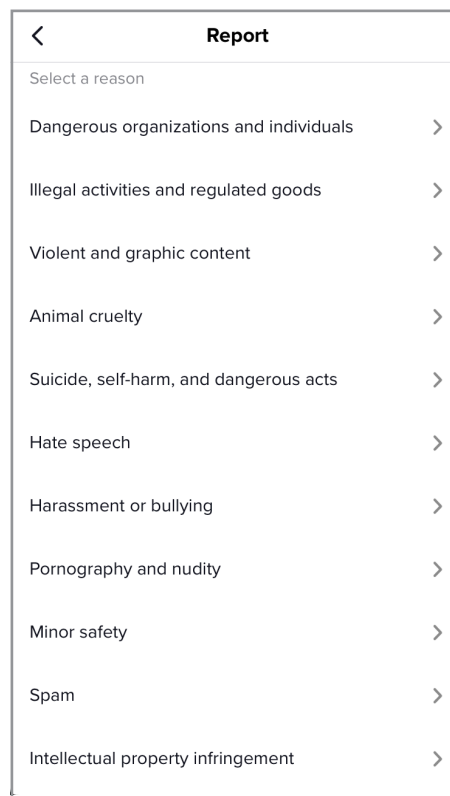 Report
Select a reason
Dangerous organizations and individuals
Illegal activities and regulated goods
Violent and graphic content
Animal cruelty
Suicide, self-harm, and dangerous acts
Hate speech
Harassment or bullying
Pornography and nudity
Minor safety
Spam
Intellectual property infringement